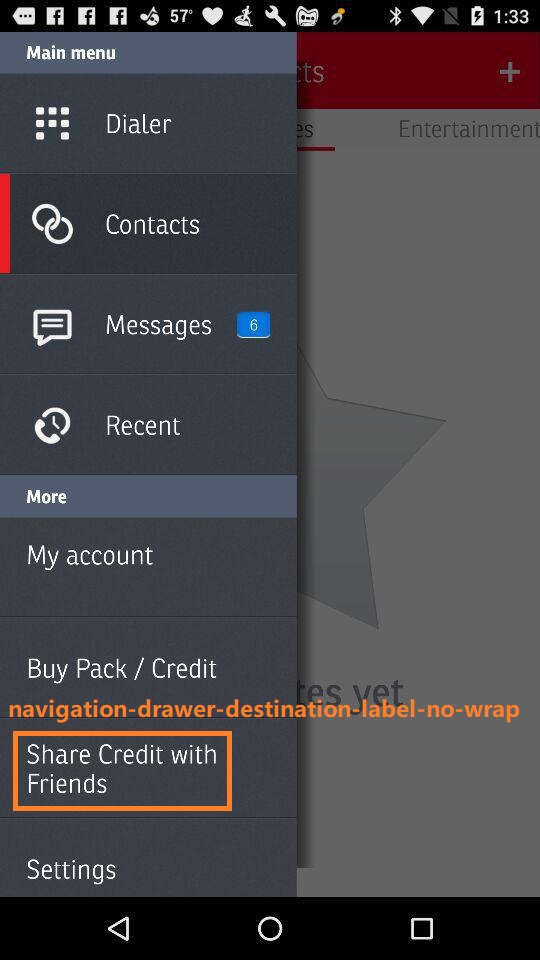 57° 1:33
Main menu
cts
Dialer
es Entertainment
Contacts
Messages 6
Recent
More
My account
Buy Pack / Credit
tes yet
navigation-drawer-destination-label-no-wrap
Share Credit with
Friends
Settings